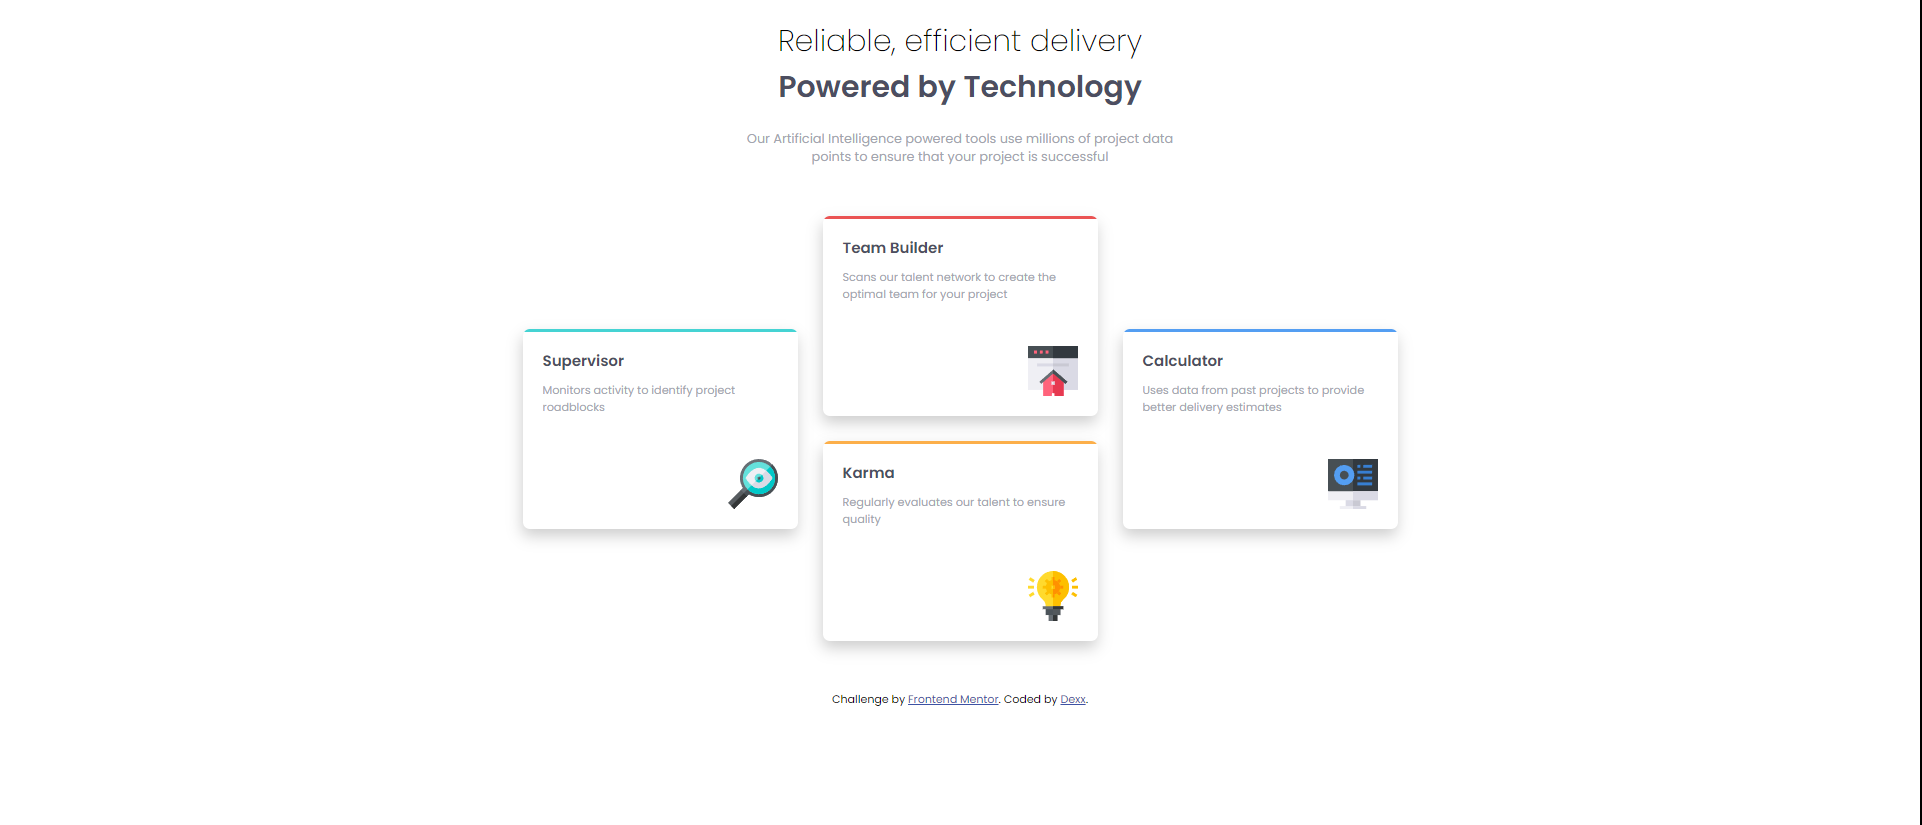 Reliable, efficient delivery
Powered by Technology
Our Artificial Intelligence powered tools use millions of project data
points to ensure that your project is successful
Team Builder
Scans our talent network to create the
optimal team for your project
Supervisor
Monitors activity to identify project
roadblocks
Calculator
Uses data from past projects to provide
better delivery estimates
Karma
Regularly evaluates our talent to ensure
quality
Challenge by Frontend Mentor. Coded by Dexx.